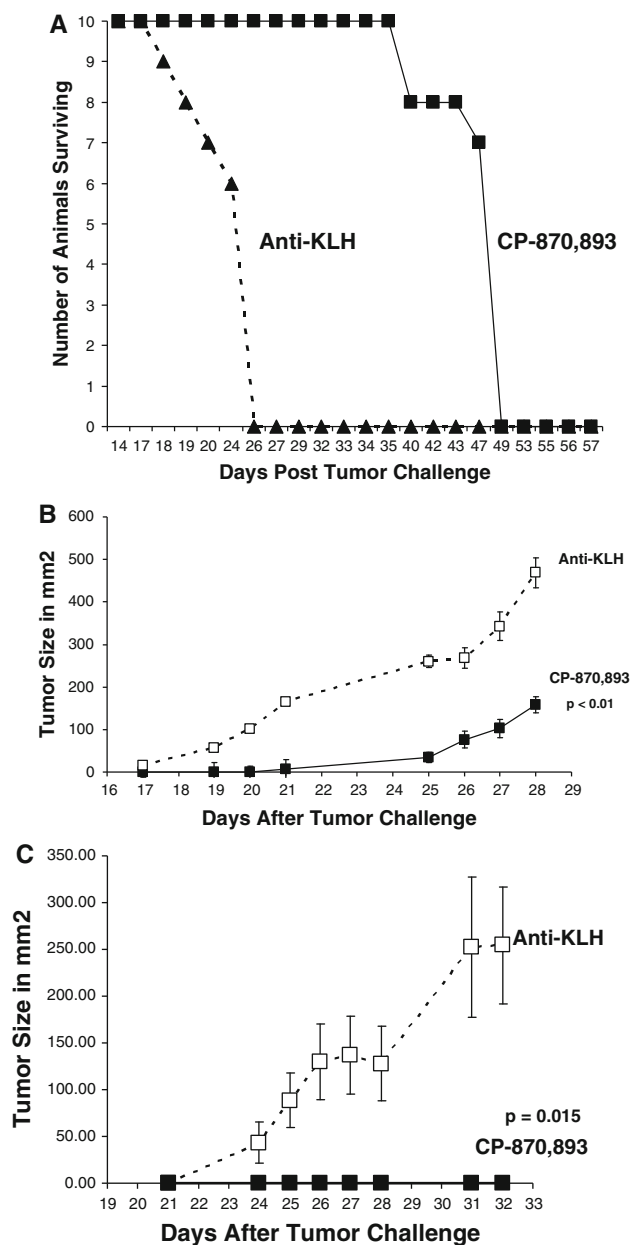 A
Number of Animals Surviving
10
9
8
7
6
5
4
3
2
1
0
Anti-KLH
CP-870,893
14 17 18 19 20 24 26 27 29 32 33 34 35 40 42 43 47 49 53 55 56 57
Days Post Tumor Challenge
B
Tumor Size in mm2
600
500
400
300
200
100
0
Anti-KLH
CP-870,893
p < 0.01
16 17 18 19 20 21 22 23 24 25 26 27 28 29
Days After Tumor Challenge
C
Tumor Size in mm2
350.00
300.00
250.00
200.00
150.00
100.00
50.00
0.00
Anti-KLH
p = 0.015
CP-870,893
19 20 21 22 23 24 25 26 27 28 29 30 31 32 33
Days After Tumor Challenge